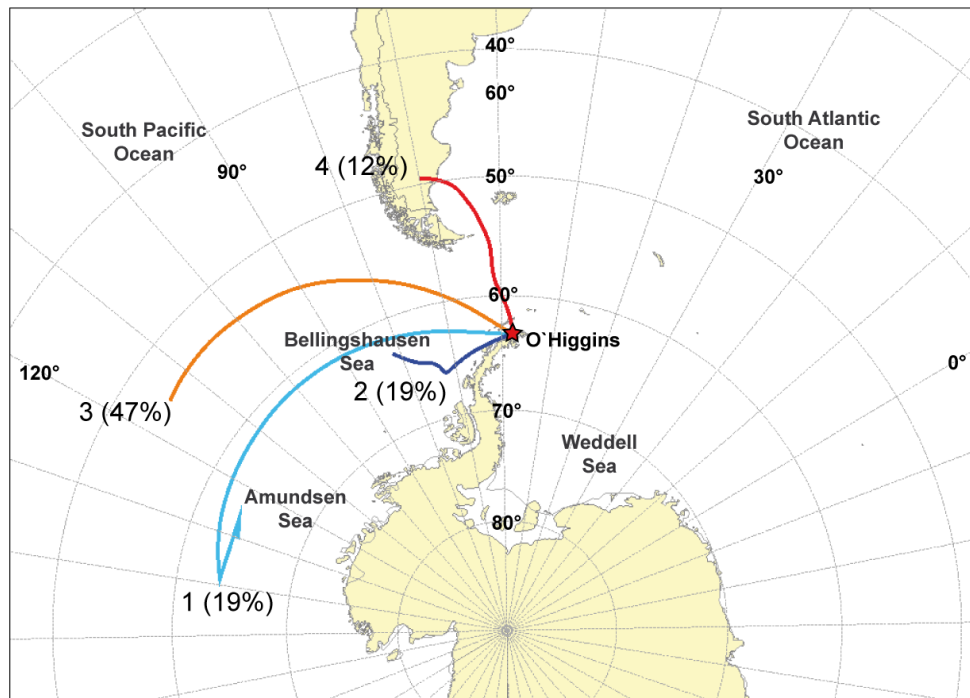 40°
60°
South Pacific
Ocean
South Atlantic
Ocean
4 (12%)
90°
50°
30°
60°
Bellingshausen
Sea
O`Higgins
120°
0°
2 (19%)
3 (47%)
70°
Weddell
Sea
Amundsen
Sea
80°
1 (19%)